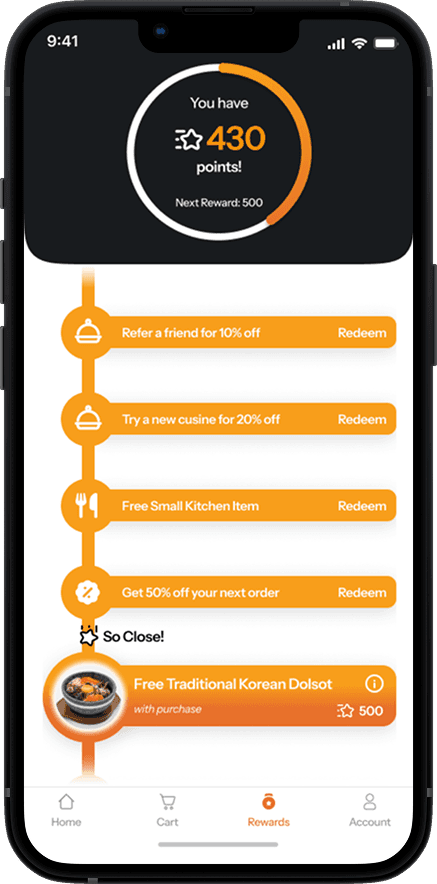 9:41
You have
430
points!
Next Reward: 500
Refer a friend for 10% off Redeem
Try a new cusine for 20% off Redeem
Free Small Kitchen Item Redeem
Get 50% off your next order Redeem
So Close!
Free Traditional Korean Dolsot
with purchase 500
Home Cart Rewards Account